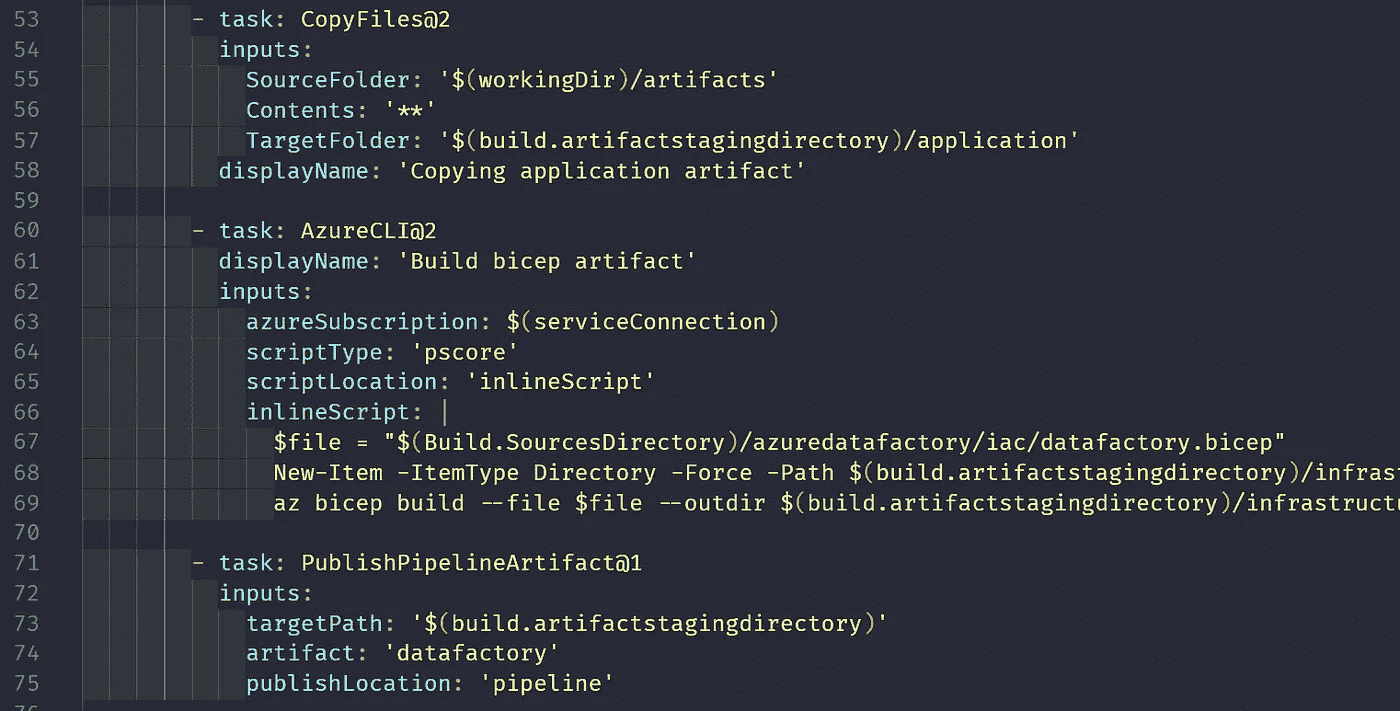 53 - task: CopyFiles@2
54 inputs:
55 SourceFolder: '$(workingDir)/artifacts'
56 Contents: '**'
57 TargetFolder: '$(build.artifactstagingdirectory)/application'
58 displayName: 'Copying application artifact'
59
60 - task: AzureCLI@2
61 displayName: 'Build bicep artifact'
62 inputs:
63 azureSubscription: $(serviceConnection)
64 scriptType: 'pscore'
65 scriptLocation: 'inlineScript'
66 inlineScript: |
67 $file = "$(Build.SourcesDirectory)/azuredatafactory/iac/datafactory.bicep"
68 New-Item -ItemType Directory -Force -Path $(build.artifactstagingdirectory)/infras
69 az bicep build --file $file --outdir $(build.artifactstagingdirectory)/infrastruct
70
71 - task: PublishPipelineArtifact@1
72 inputs:
73 targetPath: '$(build.artifactstagingdirectory)'
74 artifact: 'datafactory'
75 publishLocation: 'pipeline'